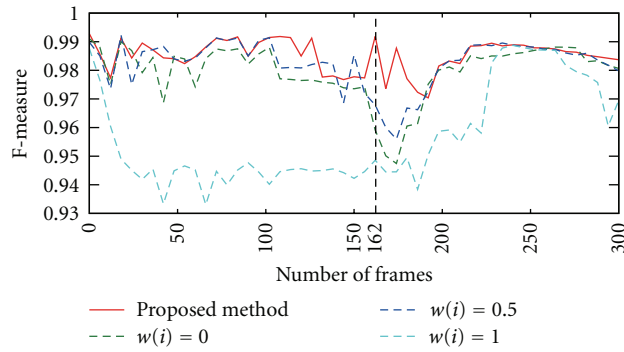 0.99
0.98
0.97
0.96
0.95
0.94
0.93
F-measure
0 50 100 150 162 200 250 300
Number of frames
Proposed method
w(i) = 0
w(i) = 0.5
w(i) = 1